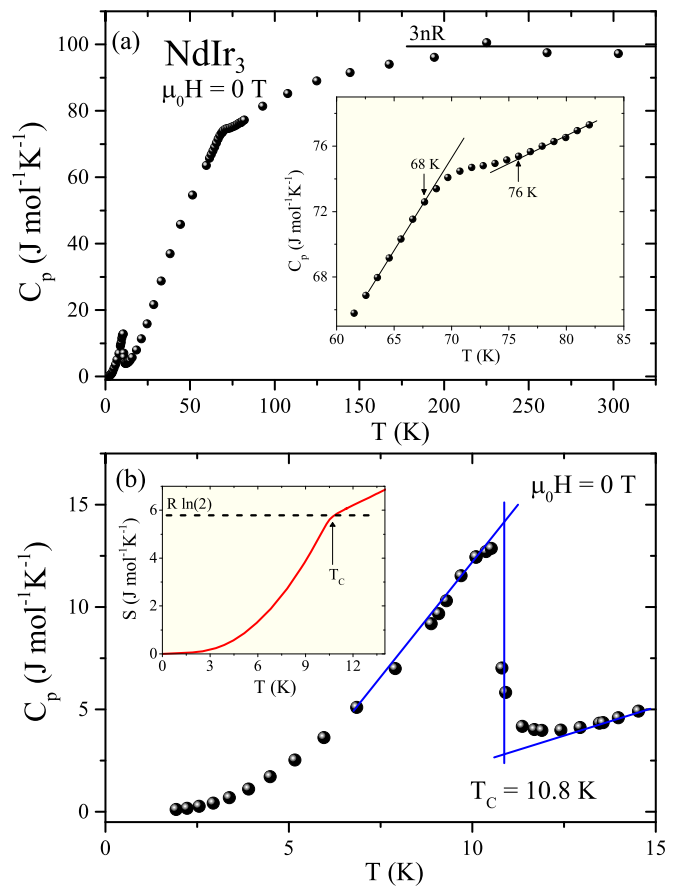 (a)
NdIr₃
μ₀H = 0 T
3nR
100
80
60
40
20
0
Cₚ (J mol⁻¹K⁻¹)
0 50 100 150 200 250 300
T (K)
76
72
68
Cₚ (J mol⁻¹K⁻¹)
68 K
76 K
60 65 70 75 80 85
T (K)
(b)
μ₀H = 0 T
15
10
5
0
Cₚ (J mol⁻¹K⁻¹)
R ln(2)
6
4
2
0
S (J mol⁻¹K⁻¹)
T_C
0 3 6 9 12
T (K)
T_C = 10.8 K
0 5 10 15
T (K)